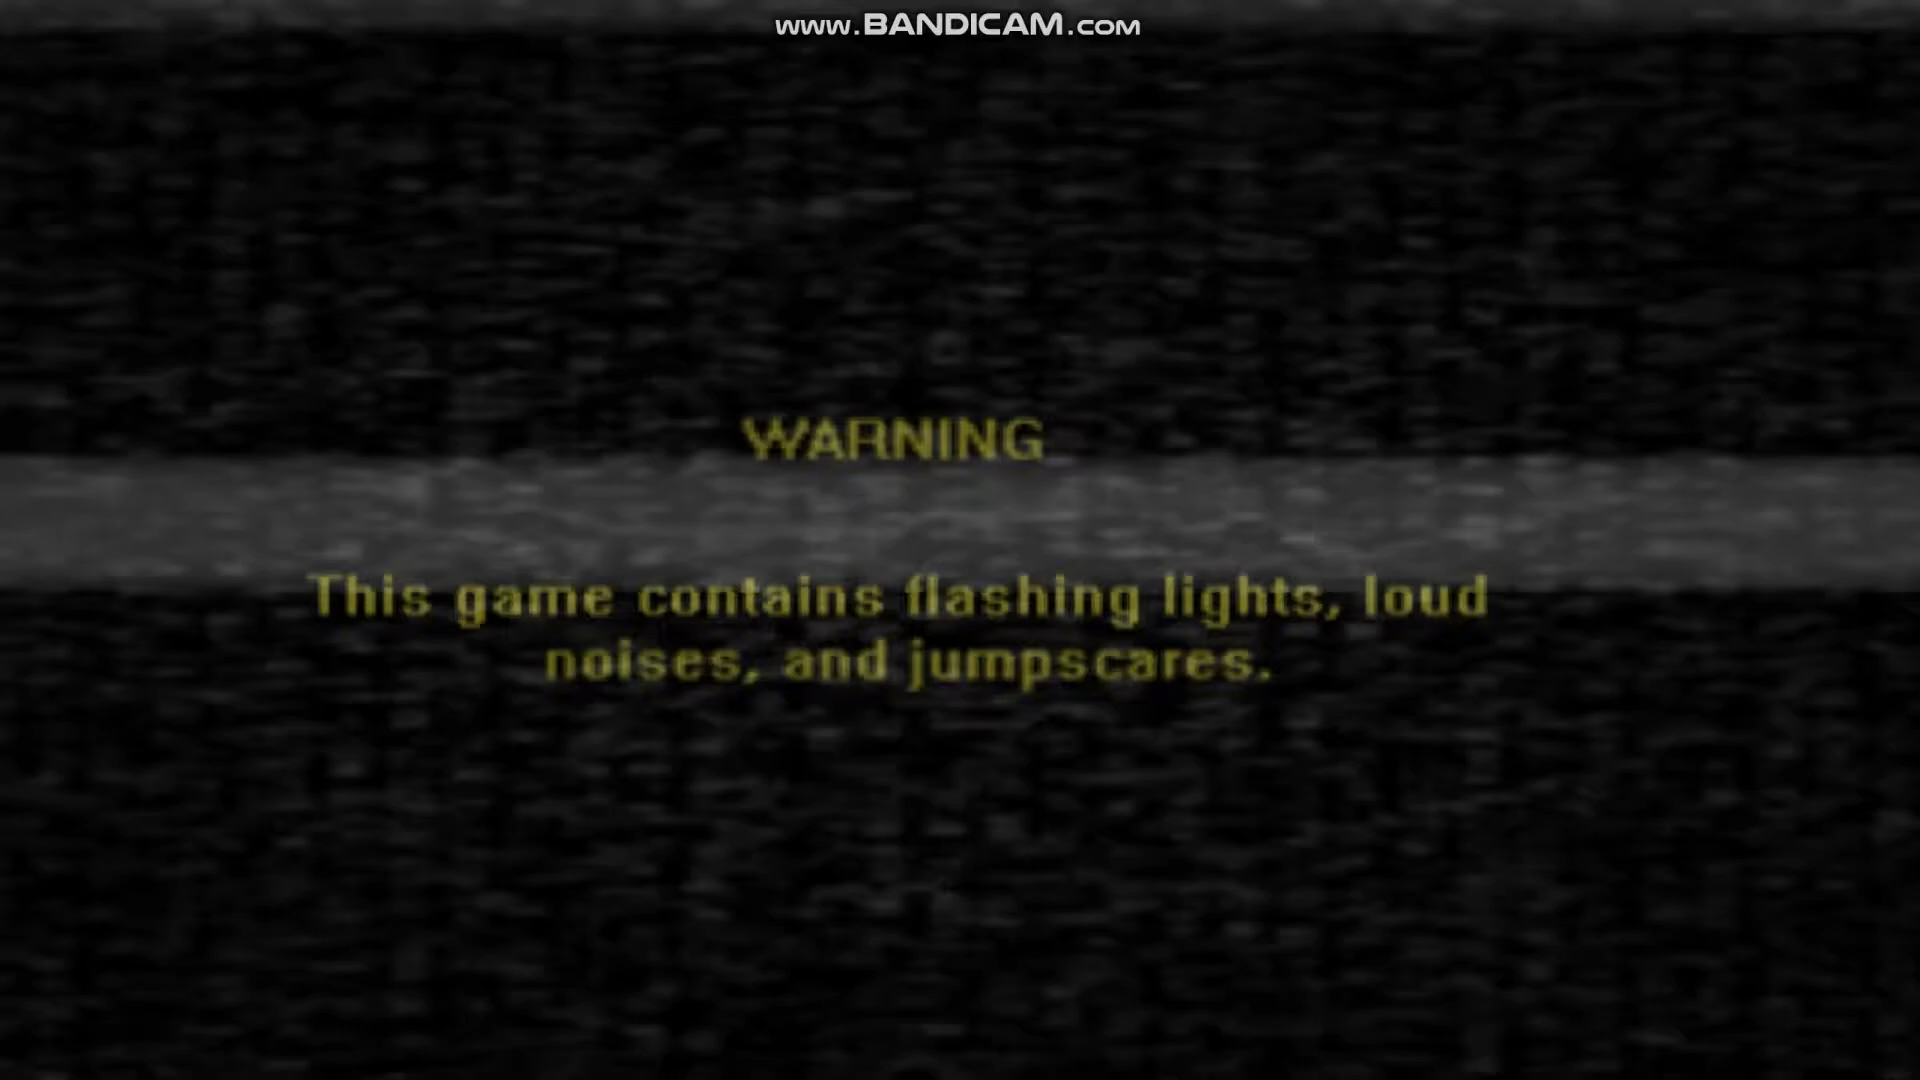 www.BANDICAM.COM
WARNING
This game contains flashing lights, loud
noises, and jumpscares.